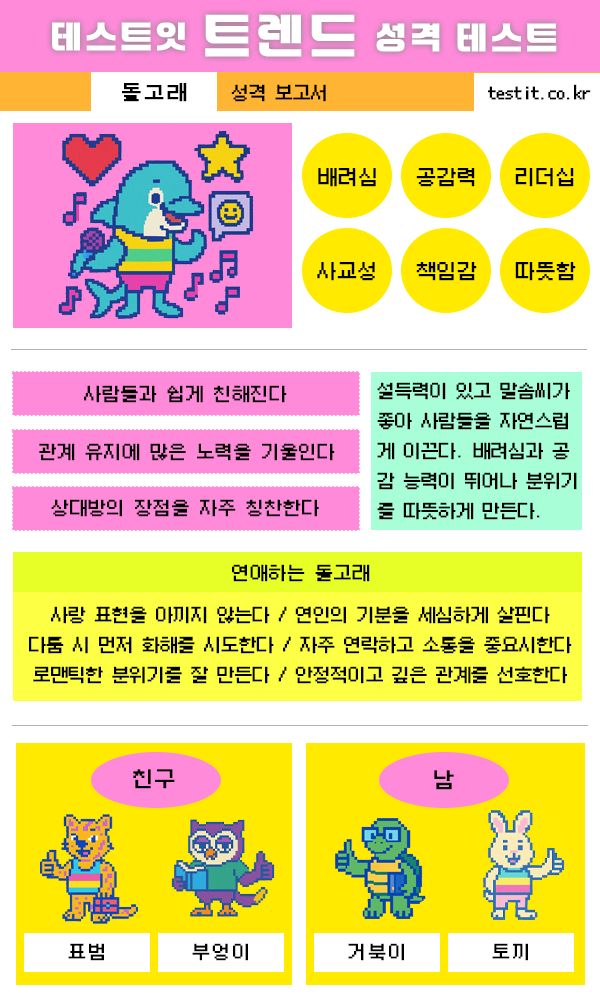 테스트잇 트렌드 성격 테스트
돌고래
성격 보고서
testit.co.kr
배려심
공감력
리더십
사교성
책임감
따뜻함
사람들과 쉽게 친해진다
관계 유지에 많은 노력을 기울인다
상대방의 장점을 자주 칭찬한다
설득력이 있고 말솜씨가
좋아 사람들을 자연스럽
게 이끈다. 배려심과 공
감 능력이 뛰어나 분위기
를 따뜻하게 만든다.
연애하는 돌고래
사랑 표현을 아끼지 않는다 / 연인의 기분을 세심하게 살핀다
다툼 시 먼저 화해를 시도한다 / 자주 연락하고 소통을 중요시한다
로맨틱한 분위기를 잘 만든다 / 안정적이고 깊은 관계를 선호한다
친구
남
표범
부엉이
거북이
토끼